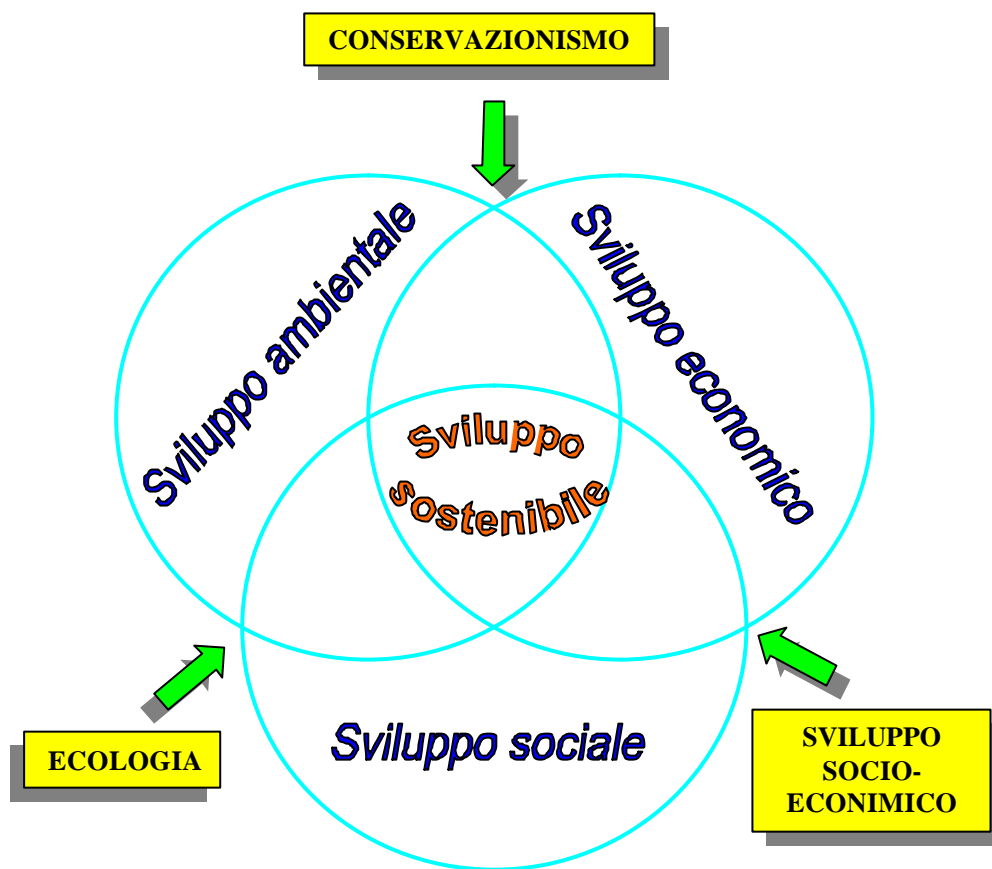 CONSERVAZIONISMO
Sviluppo ambientale
Sviluppo economico
Sviluppo
sostenibile
Sviluppo sociale
ECOLOGIA
SVILUPPO
SOCIO-
ECONIMICO